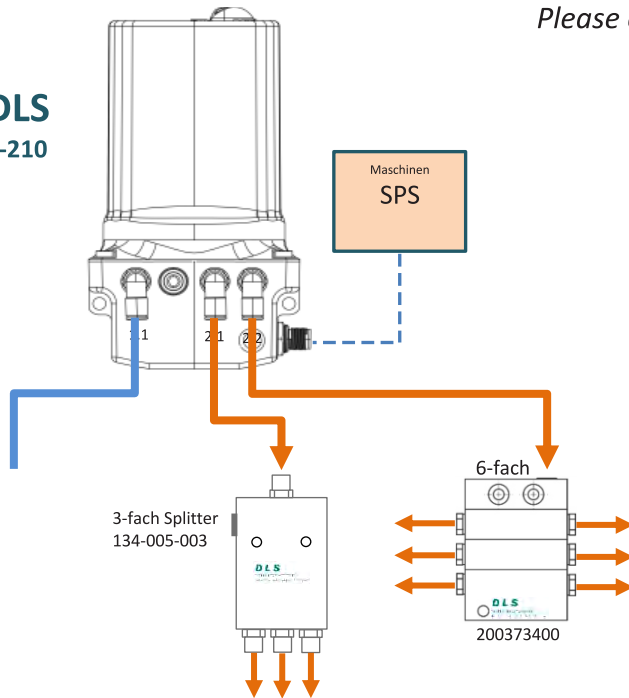 Please
DLS
-210
Maschinen
SPS
2.1
2.2
6-fach
3-fach Splitter
134-005-003
DLS
DLS
200373400